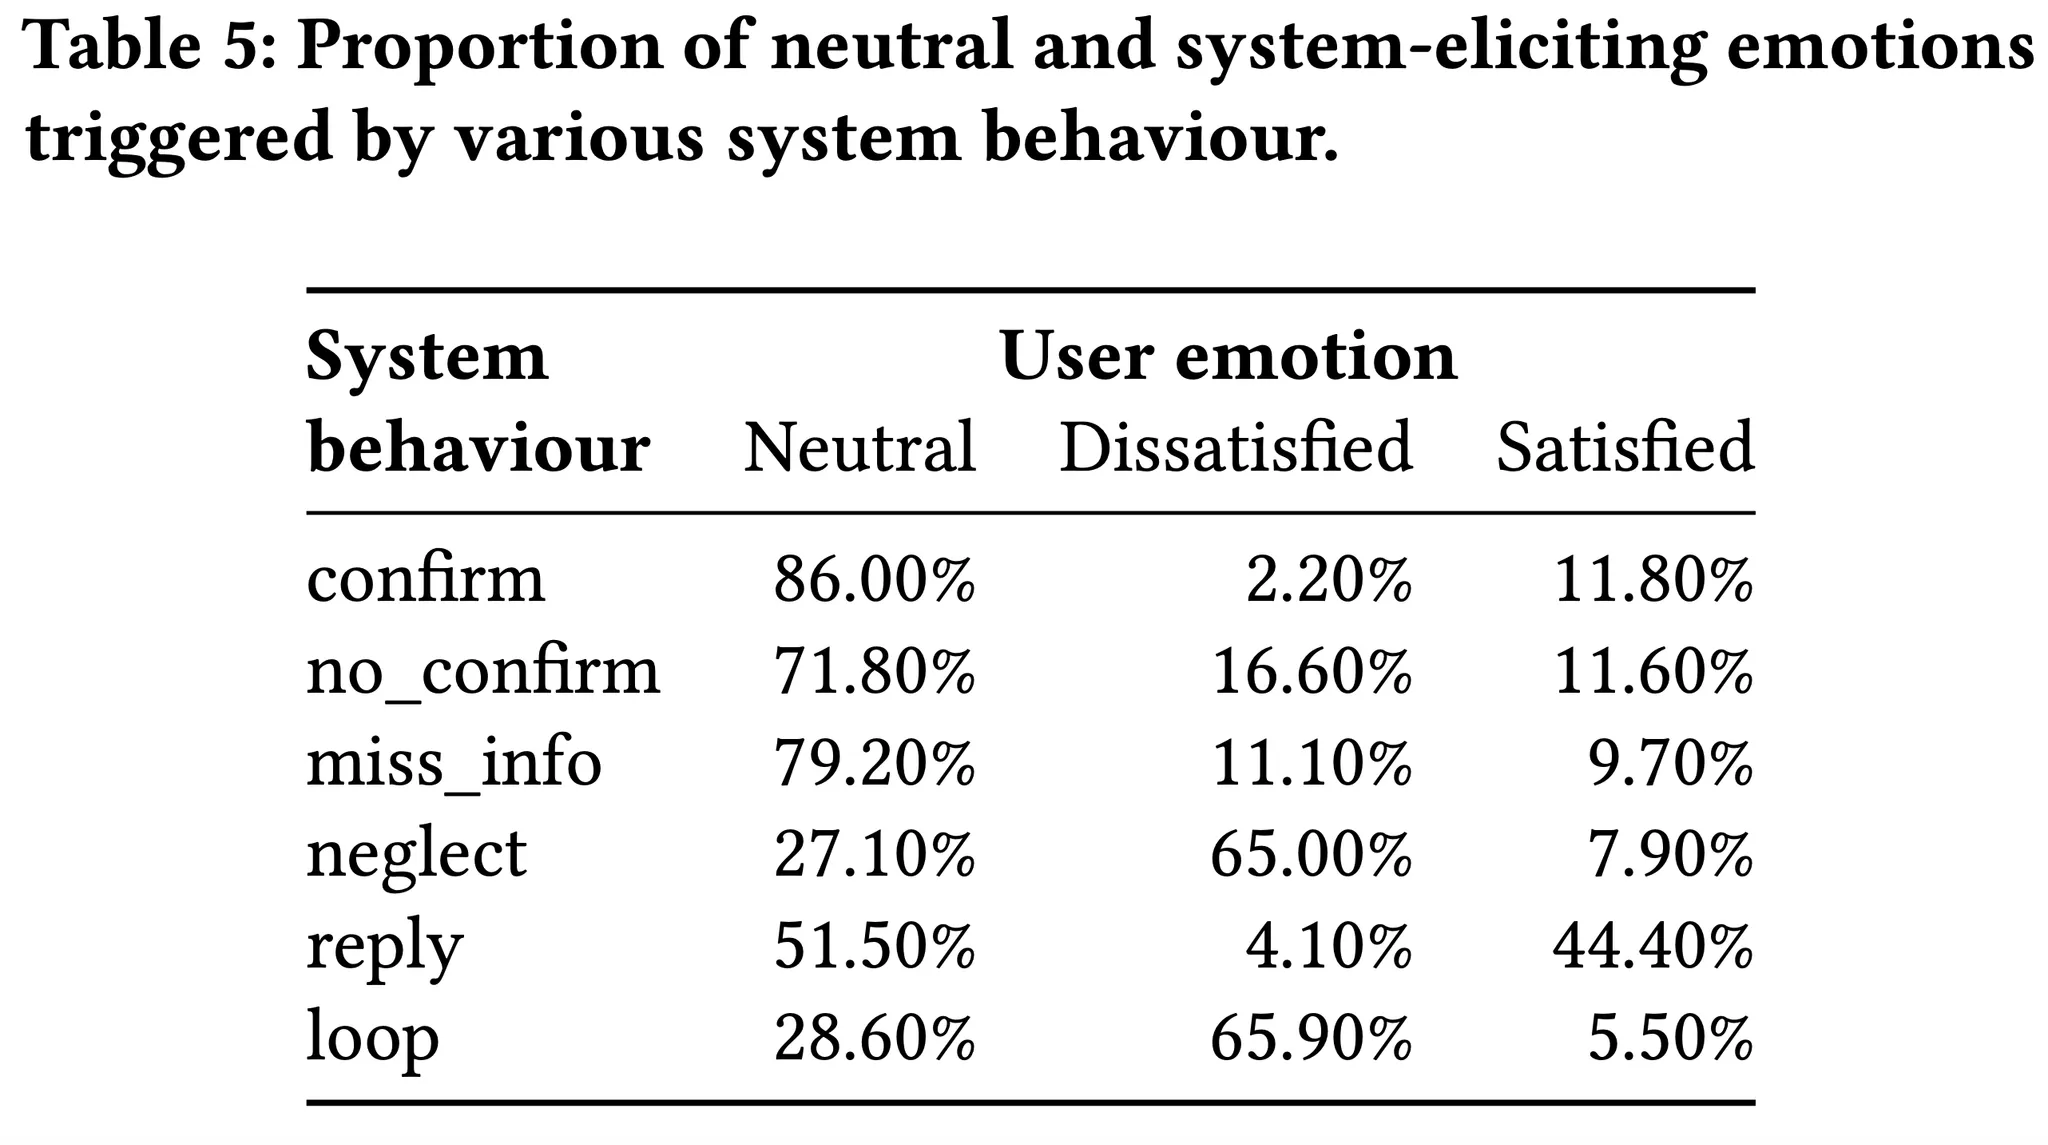 Table 5: Proportion of neutral and system-eliciting emotions
triggered by various system behaviour.
System User emotion
behaviour Neutral Dissatisfied Satisfied
confirm 86.00% 2.20% 11.80%
no_confirm 71.80% 16.60% 11.60%
miss_info 79.20% 11.10% 9.70%
neglect 27.10% 65.00% 7.90%
reply 51.50% 4.10% 44.40%
loop 28.60% 65.90% 5.50%